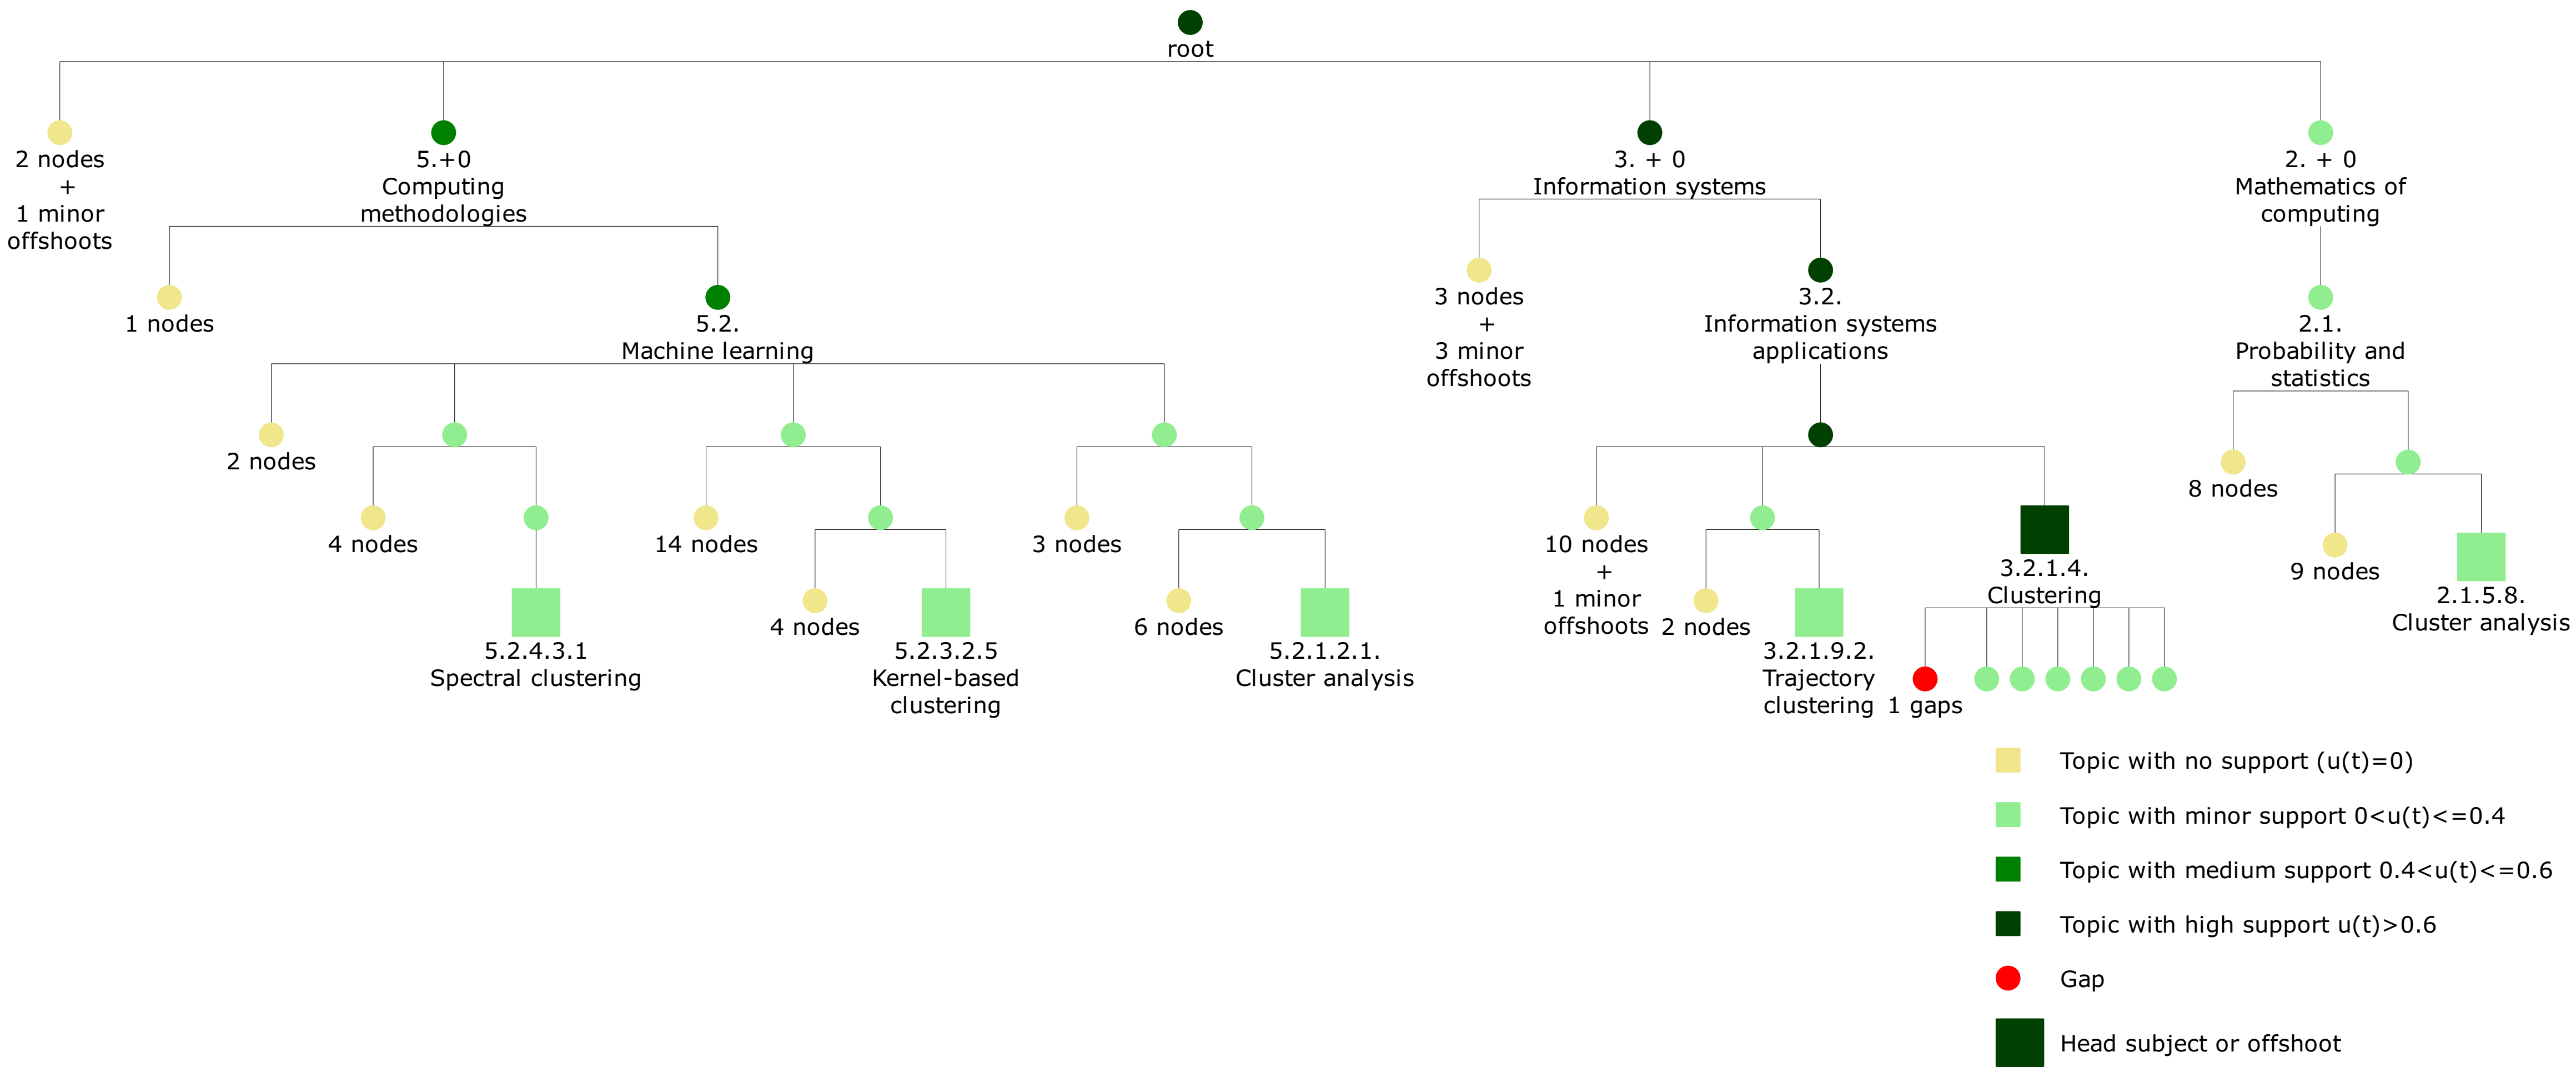 root
2 nodes
+
1 minor
offshoots
5.+0
Computing
methodologies
3. + 0
Information systems
2. + 0
Mathematics of
computing
1 nodes
5.2.
Machine learning
3 nodes
+
3 minor
offshoots
3.2.
Information systems
applications
2.1.
Probability and
statistics
2 nodes
8 nodes
4 nodes
14 nodes
3 nodes
10 nodes
+
1 minor
offshoots
3.2.1.4.
Clustering
9 nodes
2.1.5.8.
Cluster analysis
5.2.4.3.1
Spectral clustering
4 nodes
5.2.3.2.5
Kernel-based
clustering
6 nodes
5.2.1.2.1.
Cluster analysis
2 nodes
3.2.1.9.2.
Trajectory
clustering
1 gaps
Topic with no support (u(t)=0)
Topic with minor support 0<u(t)<=0.4
Topic with medium support 0.4<u(t)<=0.6
Topic with high support u(t)>0.6
Gap
Head subject or offshoot